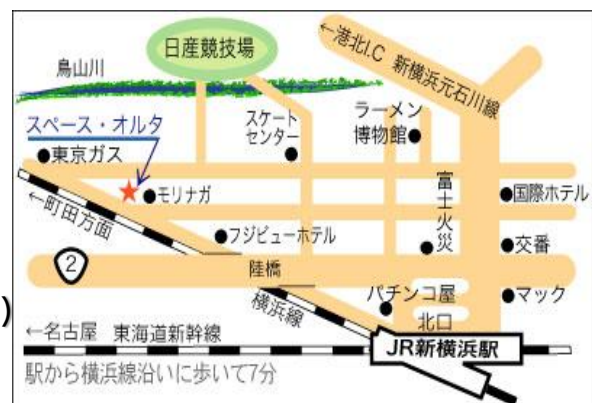 日産競技場
←港北I.C 新横浜元石川線
鳥山川
スペース・オルタ
スケート
センター
ラーメン
博物館
東京ガス
モリナガ
富士火災
国際ホテル
←町田方面
フジビューホテル
交番
2
陸橋
パチンコ屋
マック
横浜線
北口
)
←名古屋 東海道新幹線
JR新横浜駅
駅から横浜線沿いに歩いて7分